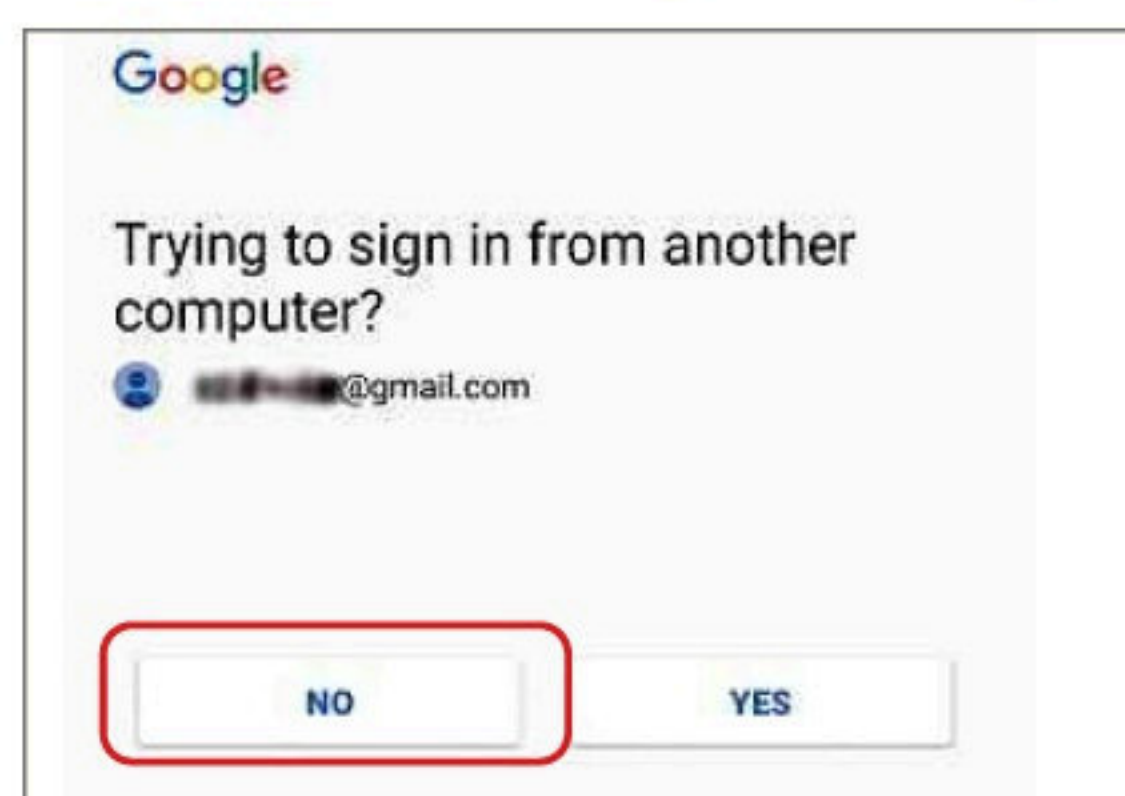 Google
Trying to sign in from another
computer?
@gmail.com
NO
YES